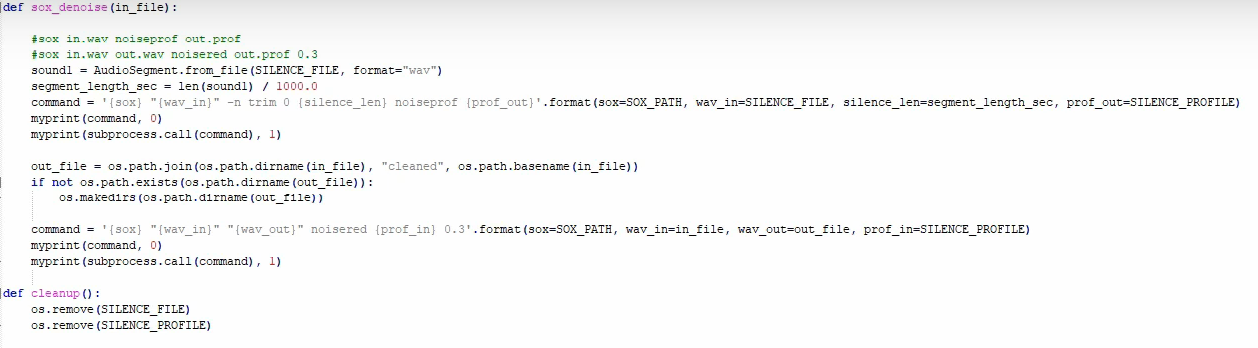 def sox_denoise(in_file):
#sox in.wav noiseprof out.prof
#sox in.wav out.wav noisered out.prof 0.3
sound1 = AudioSegment.from_file(SILENCE_FILE, format="wav")
segment_length_sec = len(sound1) / 1000.0
command = '{sox} "{wav_in}" -n trim 0 {silence_len} noiseprof {prof_out}'.format(sox=SOX_PATH, wav_in=SILENCE_FILE, silence_len=segment_length_sec, prof_out=SILENCE_PROFILE)
myprint(command, 0)
myprint(subprocess.call(command), 1)
out_file = os.path.join(os.path.dirname(in_file), "cleaned", os.path.basename(in_file))
if not os.path.exists(os.path.dirname(out_file)):
os.makedirs(os.path.dirname(out_file))
command = '{sox} "{wav_in}" "{wav_out}" noisered {prof_in} 0.3'.format(sox=SOX_PATH, wav_in=in_file, wav_out=out_file, prof_in=SILENCE_PROFILE)
myprint(command, 0)
myprint(subprocess.call(command), 1)
def cleanup():
os.remove(SILENCE_FILE)
os.remove(SILENCE_PROFILE)